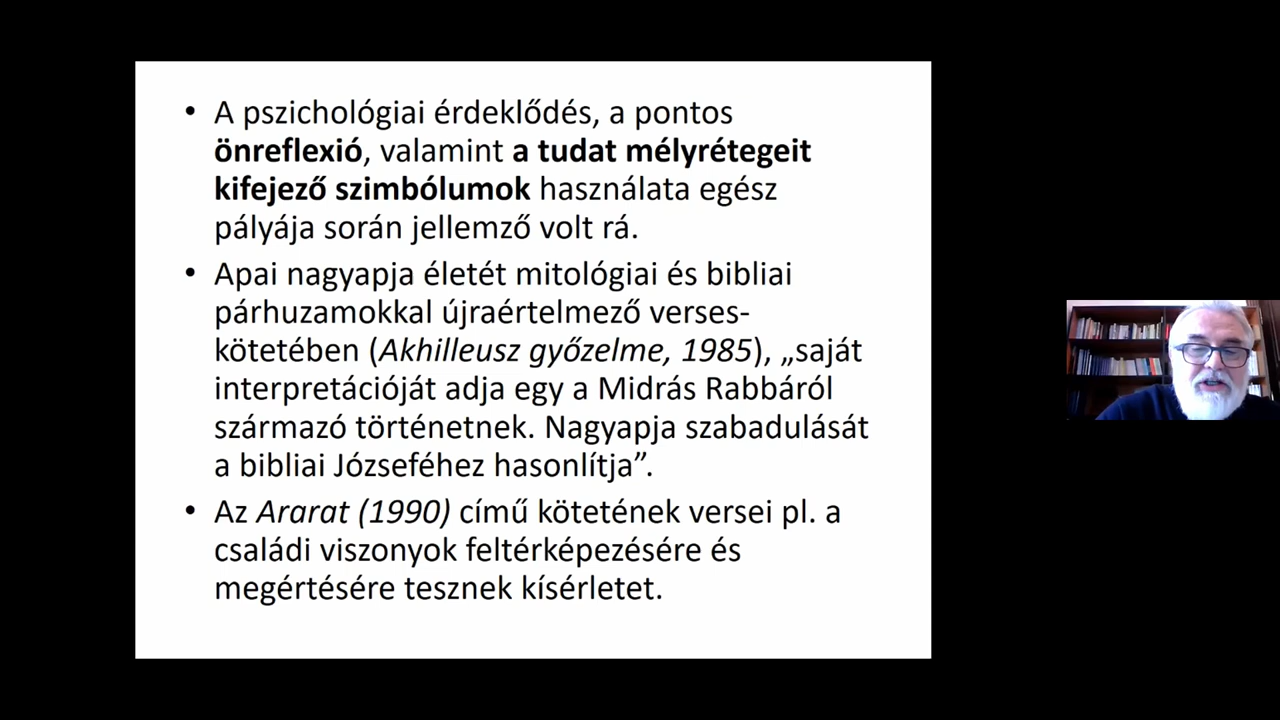 • A pszichológiai érdeklődés, a pontos
önreflexió, valamint a tudat mélyrétegeit
kifejező szimbólumok használata egész
pályája során jellemző volt rá.
• Apai nagyapja életét mitológiai és bibliai
párhuzamokkal újraértelmező verses-
kötetében (Akhilleusz győzelme, 1985), „saját
interpretációját adja egy a Midrás Rabbáról
származó történetnek. Nagyapja szabadulását
a bibliai Józseféhez hasonlítja”.
• Az Ararat (1990) című kötetének versei pl. a
családi viszonyok feltérképezésére és
megértésére tesznek kísérletet.